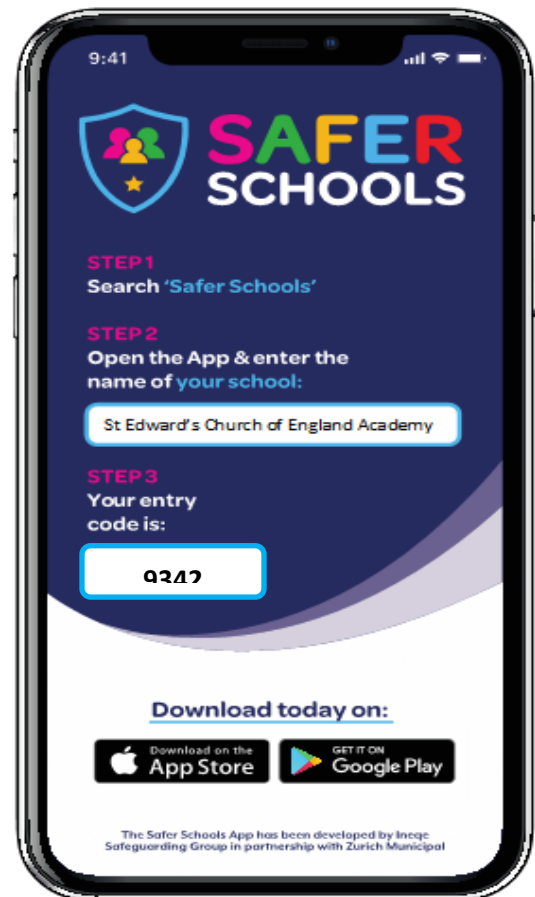 9:41
SAFER
SCHOOLS
STEP 1
Search 'Safer Schools'
STEP 2
Open the App & enter the
name of your school:
St Edward's Church of England Academy
STEP 3
Your entry
code is:
9342
Download today on:
Download on the
App Store
GET IT ON
Google Play
The Safer Schools App has been developed by Ineqe
Safeguarding Group in partnership with Zurich Municipal